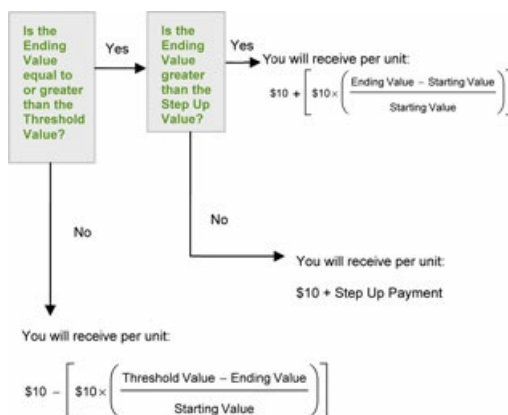 Is the
Ending
Value
equal to
or greater
than the
Threshold
Value?
Yes
Is the
Ending
Value
greater
than the
Step Up
Value?
Yes
You will receive per unit:
$10 + [ $10 × ( Ending Value – Starting Value
Starting Value ) ]
No
No
You will receive per unit:
$10 + Step Up Payment
You will receive per unit:
$10 – [ $10 × ( Threshold Value – Ending Value
Starting Value ) ]